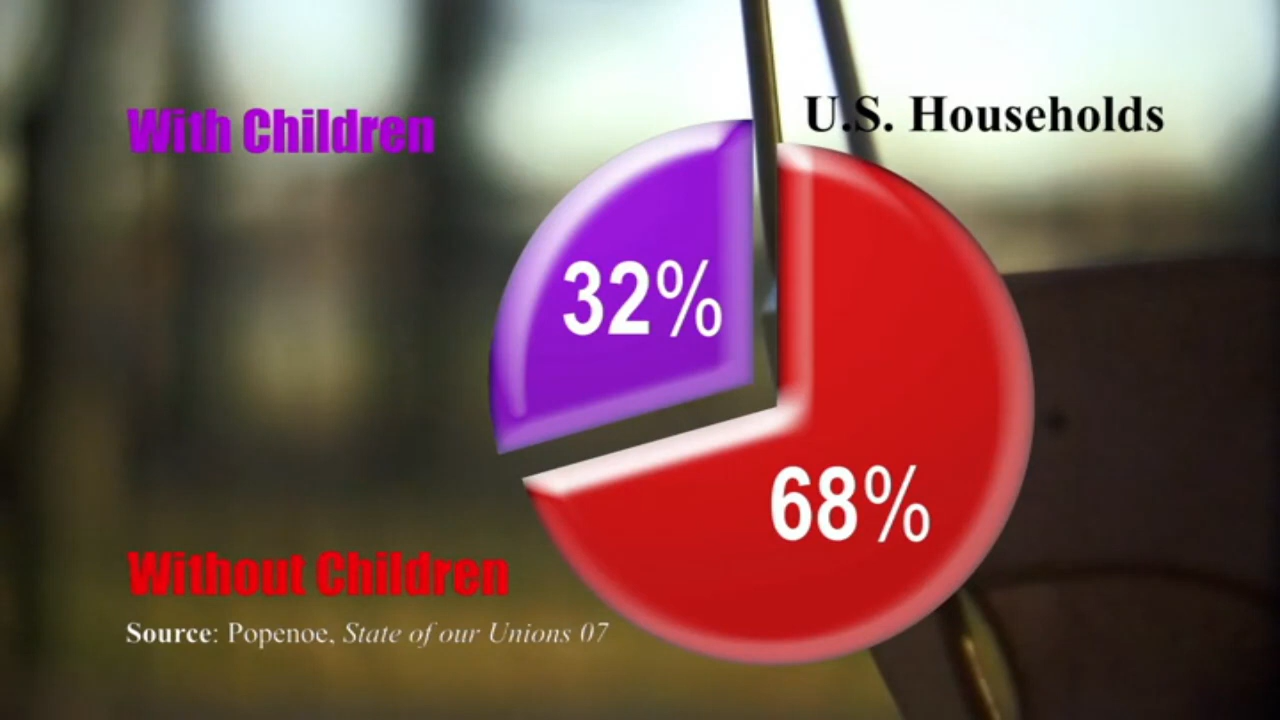 With Children
U.S. Households
32%
68%
Without Children
Source: Popenoe, State of our Unions 07